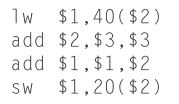 lw $1,40($2)
add $2,$3,$3
add $1,$1,$2
sw $1,20($2)